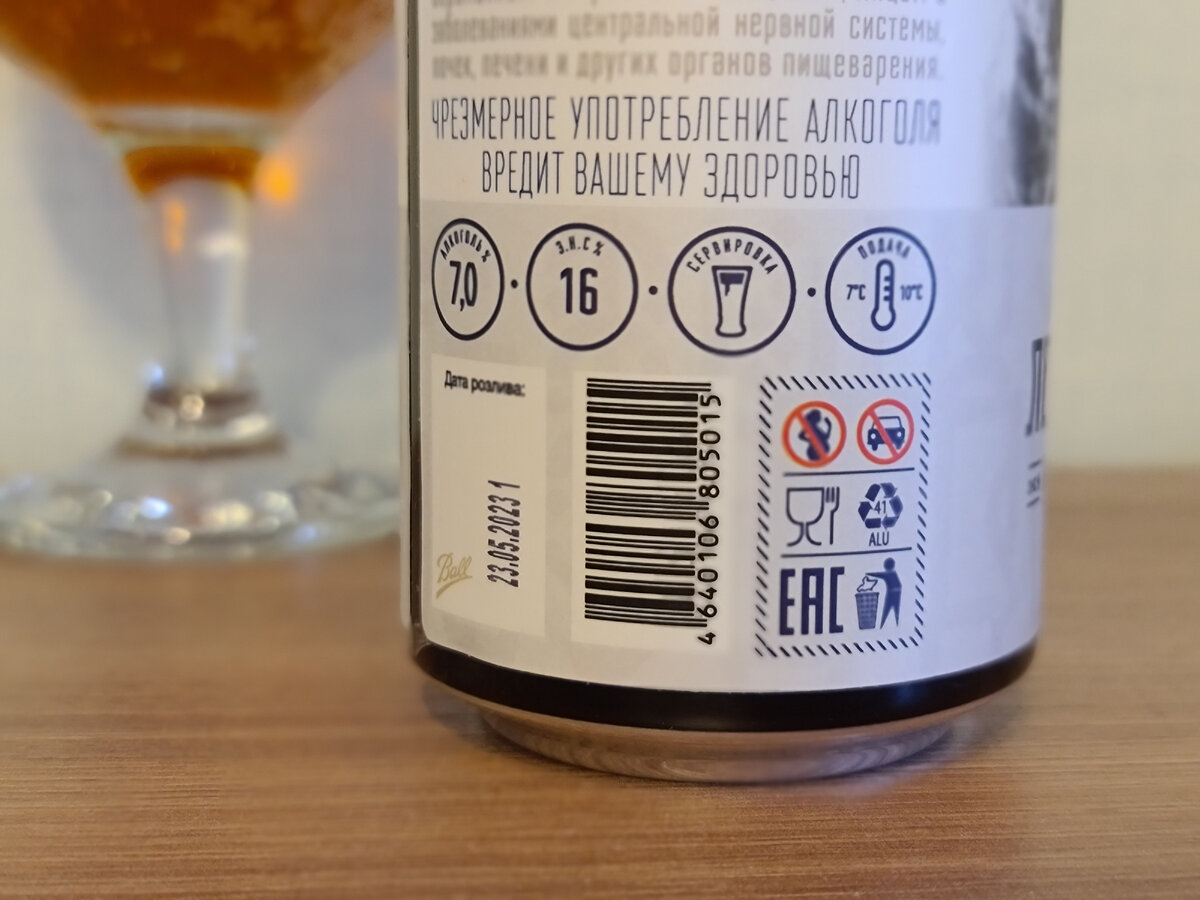 заболеваниями центральной нервной системы,
почек, печени и других органов пищеварения.
ЧРЕЗМЕРНОЕ УПОТРЕБЛЕНИЕ АЛКОГОЛЯ
ВРЕДИТ ВАШЕМУ ЗДОРОВЬЮ
АЛКОГОЛЬ %
7,0
Э.Н.С %
16
СЕРВИРОВКА
ПОДАЧА
7°C 10°C
Дата розлива:
23.05.2023 1
Ball
4 640106 805015
41
ALU
EAC